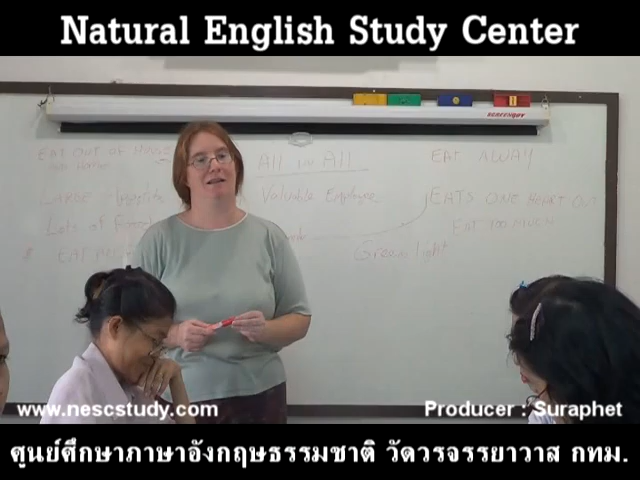 Natural English Study Center
SCREENBOY
EAT OUT OF HOUSE
All in All
EAT AWAY
LARGE Appetite
Valuable Employee
EATS ONE HEART OUT
Lots of
EAT TOO MUCH
Green light
www.nescstudy.com
Producer : Suraphet
ศูนย์ศึกษาภาษาอังกฤษธรรมชาติ วัดวรจรรยาวาส กทม.